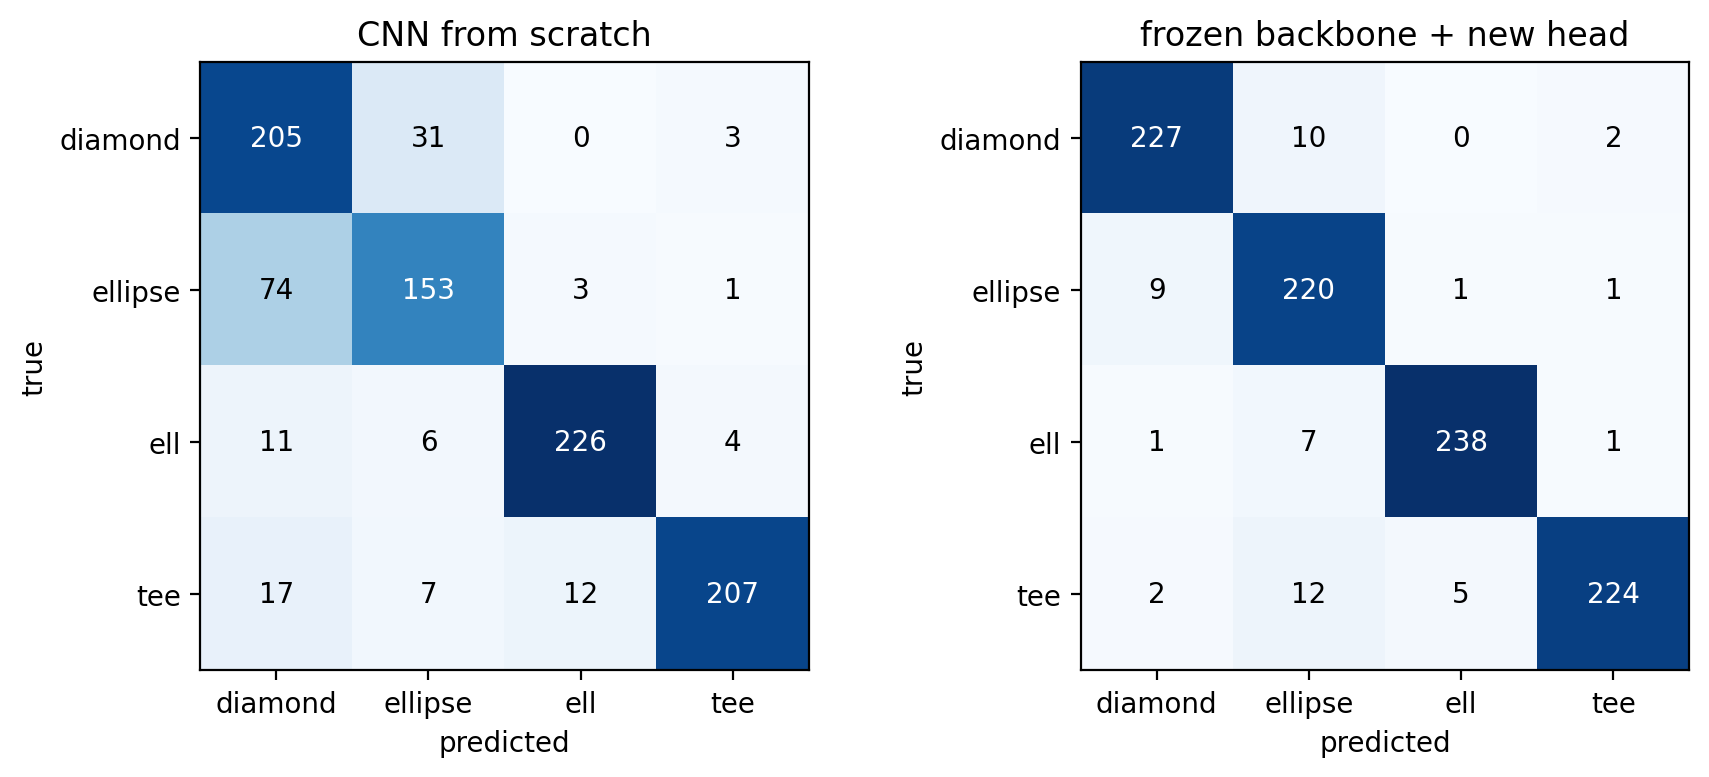 CNN from scratch
diamond 205 31 0 3
ellipse 74 153 3 1
ell 11 6 226 4
tee 17 7 12 207
true
diamond ellipse ell tee
predicted
frozen backbone + new head
diamond 227 10 0 2
ellipse 9 220 1 1
ell 1 7 238 1
tee 2 12 5 224
true
diamond ellipse ell tee
predicted